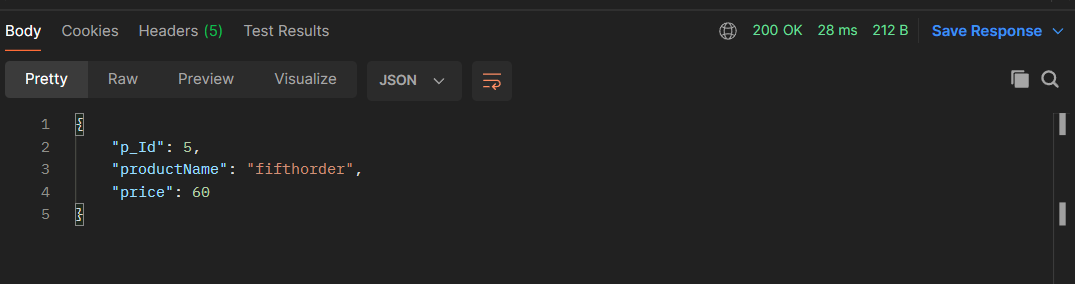 Body Cookies Headers (5) Test Results 200 OK 28 ms 212 B Save Response
Pretty Raw Preview Visualize JSON
1 {
2 "p_Id": 5,
3 "productName": "fifthorder",
4 "price": 60
5 }